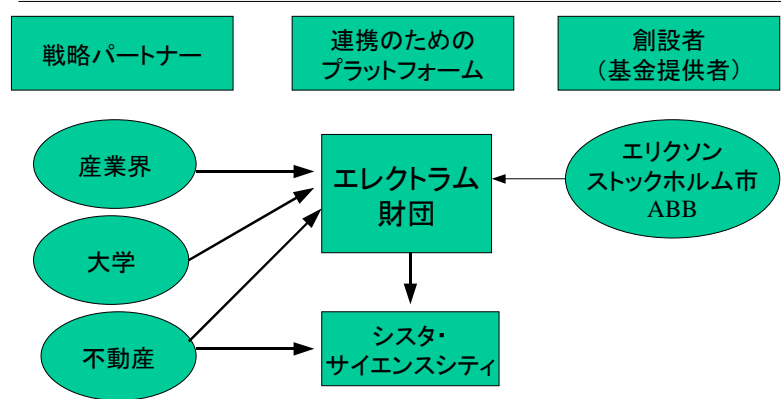 戦略パートナー
連携のための
プラットフォーム
創設者
（基金提供者）
産業界
大学
不動産
エレクトラム
財団
シスタ・
サイエンスシティ
エリクソン
ストックホルム市
ABB